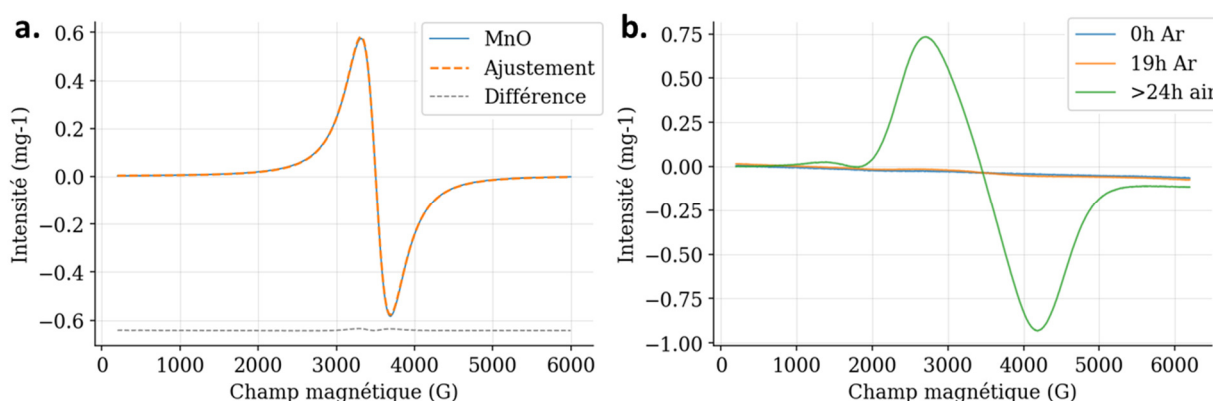 a.
Intensité (mg-1)
0.6
0.4
0.2
0.0
−0.2
−0.4
−0.6
0 1000 2000 3000 4000 5000 6000
Champ magnétique (G)
MnO
Ajustement
Différence
b.
Intensité (mg-1)
0.75
0.50
0.25
0.00
−0.25
−0.50
−0.75
−1.00
0 1000 2000 3000 4000 5000 6000
Champ magnétique (G)
0h Ar
19h Ar
>24h air